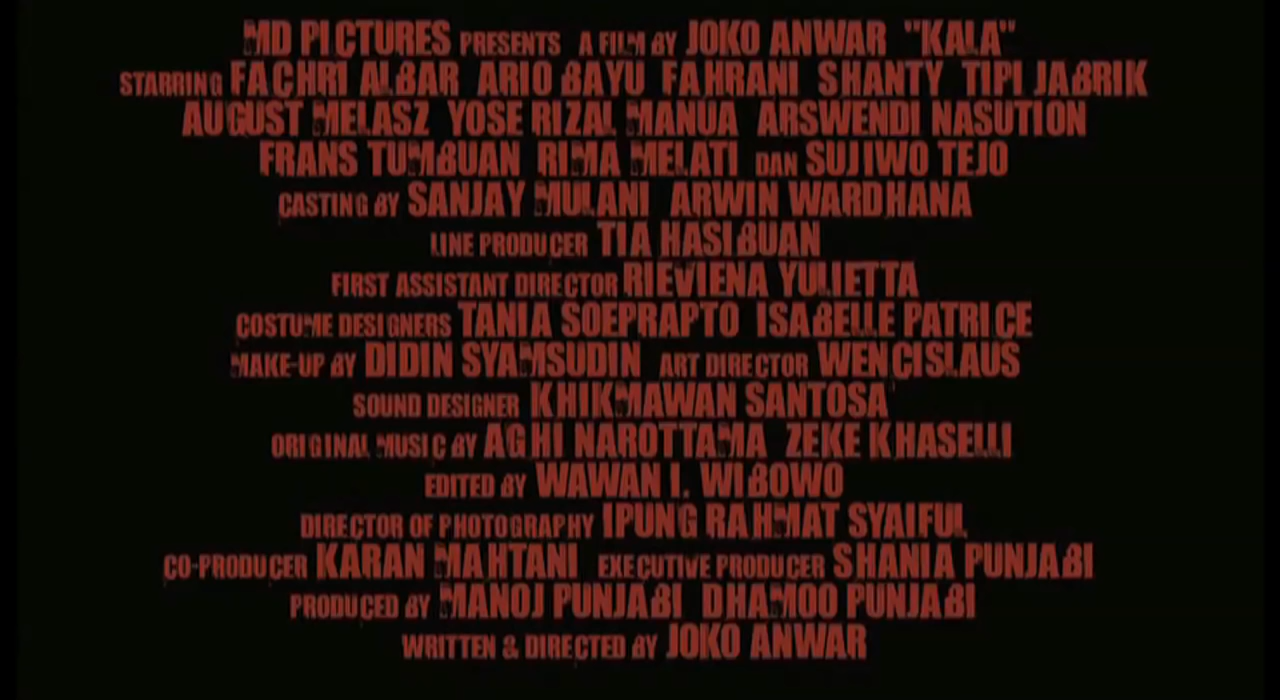 MD PICTURES PRESENTS A FILM BY JOKO ANWAR "KALA"
STARRING FACHRI ALBAR ARIO BAYU FAHRANI SHANTY TIPI JABRIK
AUGUST MELASZ YOSE RIZAL MANUA ARSWENDI NASUTION
FRANS TUMBUAN RIMA MELATI DAN SUJIWO TEJO
CASTING BY SANJAY MULANI ARWIN WARDHANA
LINE PRODUCER TIA HASIBUAN
FIRST ASSISTANT DIRECTOR RIEVIENA YULIETTA
COSTUME DESIGNERS TANIA SOEPRAPTO ISABELLE PATRICE
MAKE-UP BY DIDIN SYAMSUDIN ART DIRECTOR WENCISLAUS
SOUND DESIGNER KHIKMAWAN SANTOSA
ORIGINAL MUSIC BY AGHI NAROTTAMA ZEKE KHASELLI
EDITED BY WAWAN I. WIBOWO
DIRECTOR OF PHOTOGRAPHY IPUNG RAHMAT SYAIFUL
CO-PRODUCER KARAN MAHTANI EXECUTIVE PRODUCER SHANIA PUNJABI
PRODUCED BY MANOJ PUNJABI DHAMOO PUNJABI
WRITTEN & DIRECTED BY JOKO ANWAR